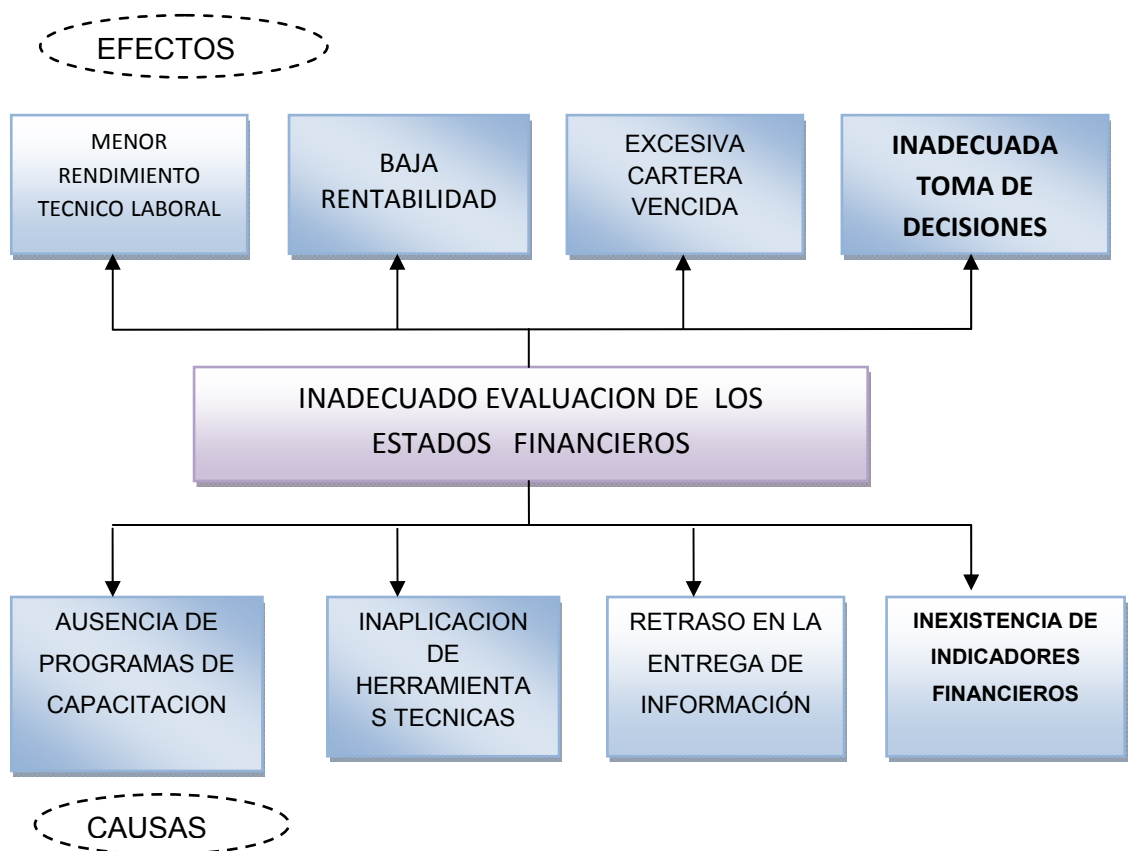 EFECTOS
MENOR
RENDIMIENTO
TECNICO LABORAL
BAJA
RENTABILIDAD
EXCESIVA
CARTERA
VENCIDA
INADECUADA
TOMA DE
DECISIONES
INADECUADO EVALUACION DE LOS
ESTADOS FINANCIEROS
AUSENCIA DE
PROGRAMAS DE
CAPACITACION
INAPLICACION
DE
HERRAMIENTA
S TECNICAS
RETRASO EN LA
ENTREGA DE
INFORMACIÓN
INEXISTENCIA DE
INDICADORES
FINANCIEROS
CAUSAS